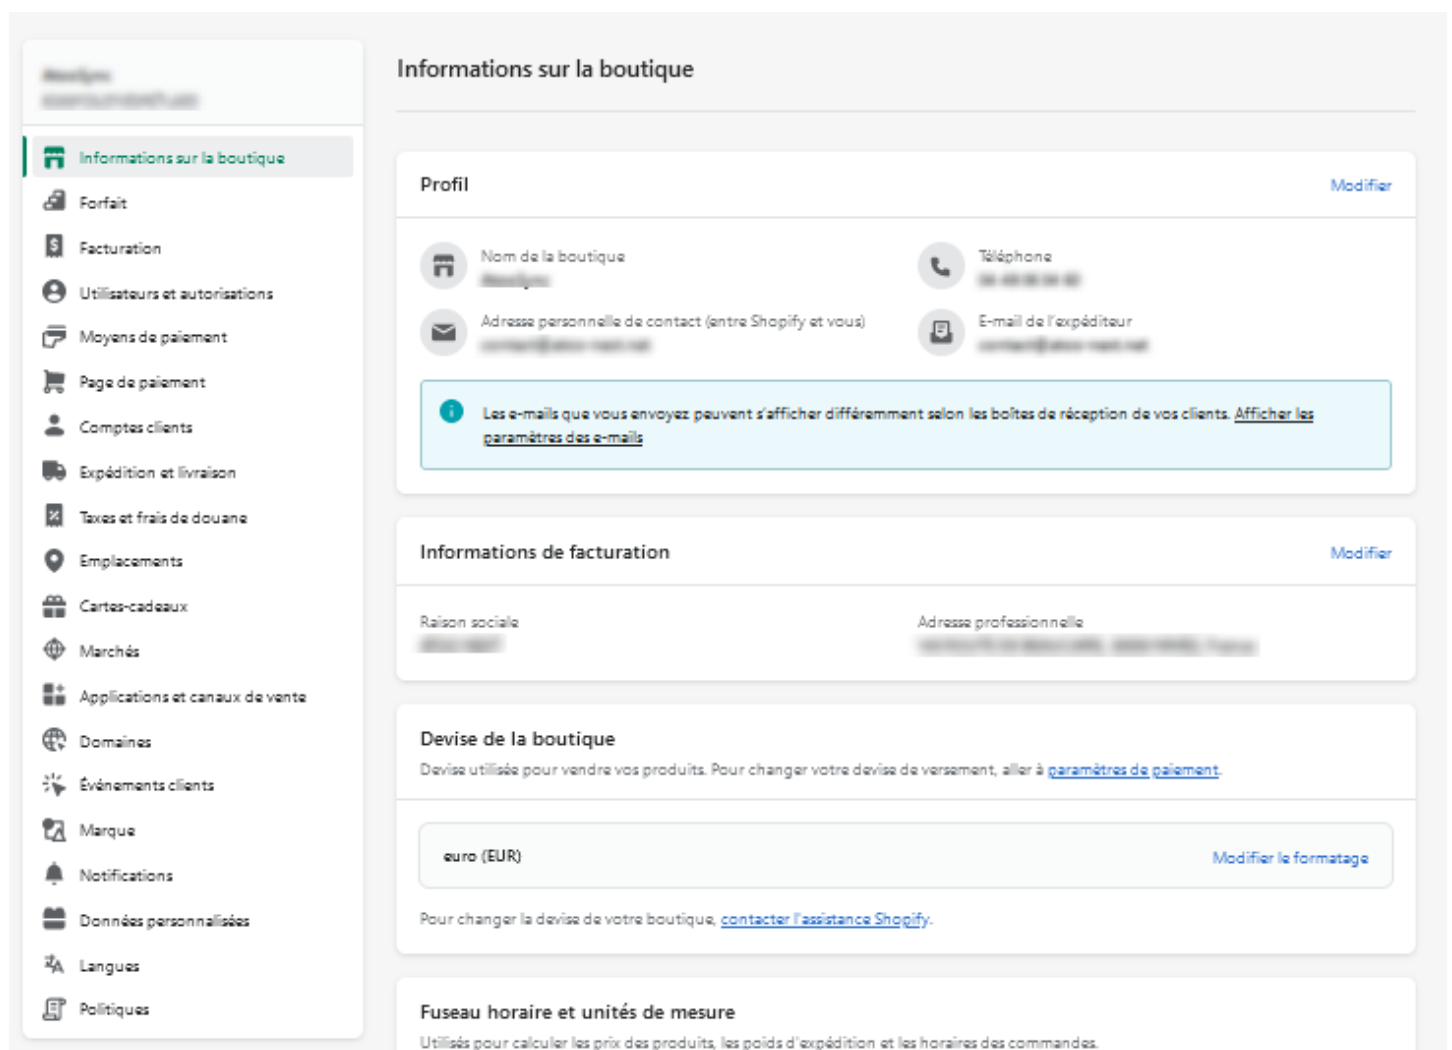 Informations sur la boutique
Forfait
Facturation
Utilisateurs et autorisations
Moyens de paiement
Page de paiement
Comptes clients
Expédition et livraison
Taxes et frais de douane
Emplacements
Cartes-cadeaux
Marchés
Applications et canaux de vente
Domaines
Événements clients
Marque
Notifications
Données personnalisées
Langues
Politiques
Informations sur la boutique
Profil
Modifier
Nom de la boutique
Téléphone
Adresse personnelle de contact (entre Shopify et vous)
E-mail de l'expéditeur
Les e-mails que vous envoyez peuvent s'afficher différemment selon les boîtes de réception de vos clients. Afficher les
paramètres des e-mails
Informations de facturation
Modifier
Raison sociale
Adresse professionnelle
Devise de la boutique
Devise utilisée pour vendre vos produits. Pour changer votre devise de versement, aller à paramètres de paiement.
euro (EUR)
Modifier le formatage
Pour changer la devise de votre boutique, contacter l'assistance Shopify.
Fuseau horaire et unités de mesure
Utilisés pour calculer les prix des produits, les poids d'expédition et les horaires des commandes.